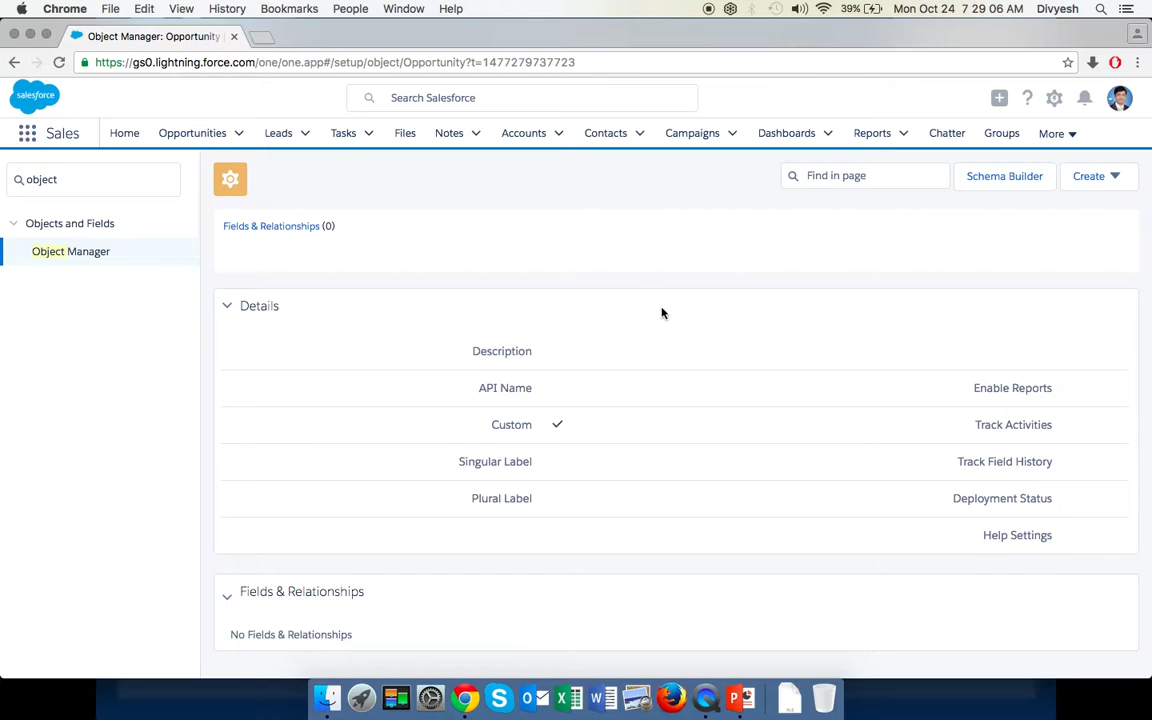 Chrome File Edit View History Bookmarks People Window Help 39% Mon Oct 24 7:29:06 AM Divyesh
Object Manager: Opportunity
https://gs0.lightning.force.com/one/one.app#/setup/object/Opportunity?t=1477279737723
salesforce Search Salesforce
Sales Home Opportunities Leads Tasks Files Notes Accounts Contacts Campaigns Dashboards Reports Chatter Groups More
object Find in page Schema Builder Create
Objects and Fields
Object Manager
Fields & Relationships (0)
Details
Description
API Name Enable Reports
Custom Track Activities
Singular Label Track Field History
Plural Label Deployment Status
Help Settings
Fields & Relationships
No Fields & Relationships